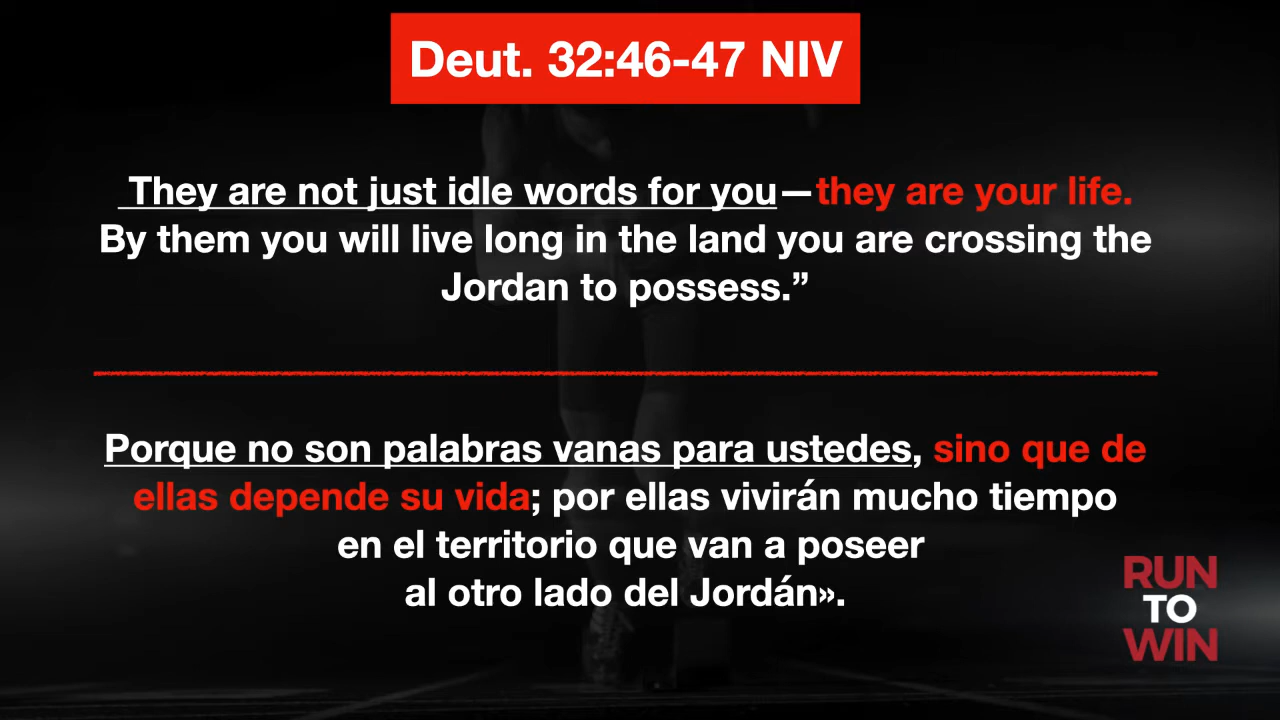 Deut. 32:46-47 NIV
They are not just idle words for you—they are your life.
By them you will live long in the land you are crossing the
Jordan to possess.”
Porque no son palabras vanas para ustedes, sino que de
ellas depende su vida; por ellas vivirán mucho tiempo
en el territorio que van a poseer
al otro lado del Jordán».
RUN
TO
WIN